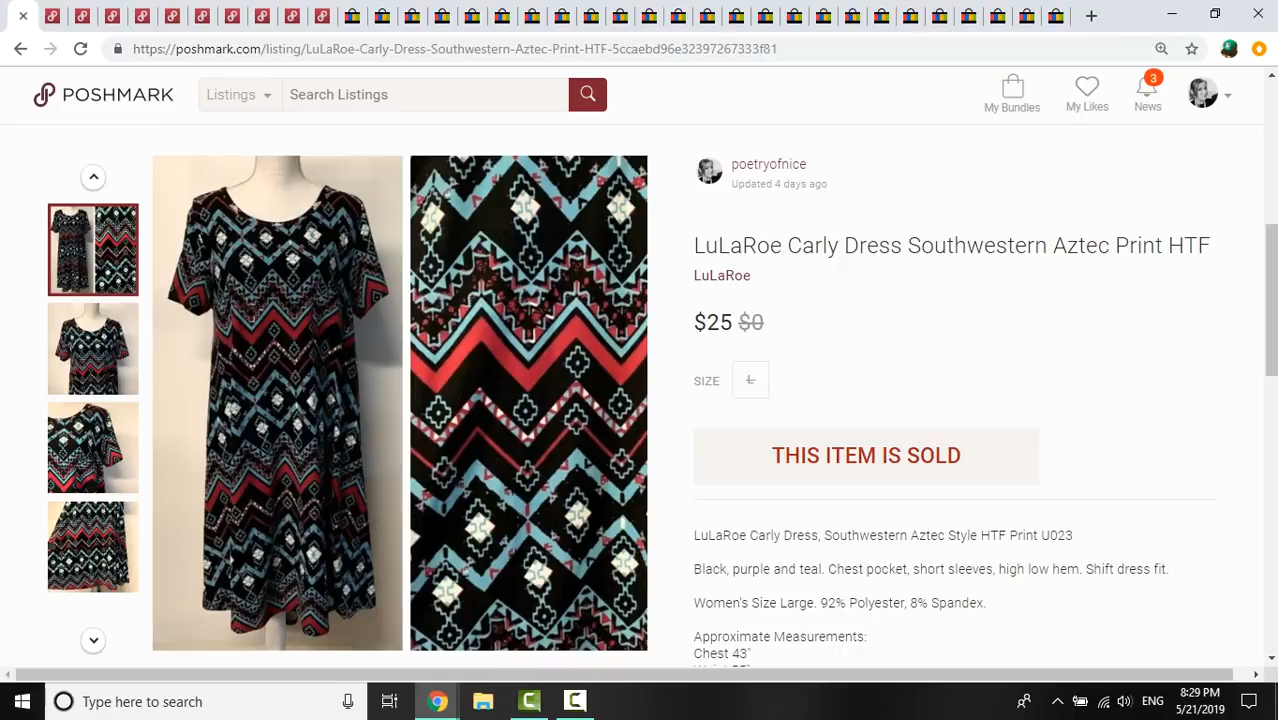 https://poshmark.com/listing/LuLaRoe-Carly-Dress-Southwestern-Aztec-Print-HTF-5ccaebd96e32397267333f81
POSHMARK
Listings
Search Listings
My Bundles
My Likes
3
News
poetryofnice
Updated 4 days ago
LuLaRoe Carly Dress Southwestern Aztec Print HTF
LuLaRoe
$25 $0
SIZE L
THIS ITEM IS SOLD
LuLaRoe Carly Dress, Southwestern Aztec Style HTF Print U023
Black, purple and teal. Chest pocket, short sleeves, high low hem. Shift dress fit.
Women's Size Large. 92% Polyester, 8% Spandex.
Approximate Measurements:
Chest 43"
Type here to search
ENG
8:29 PM
5/21/2019